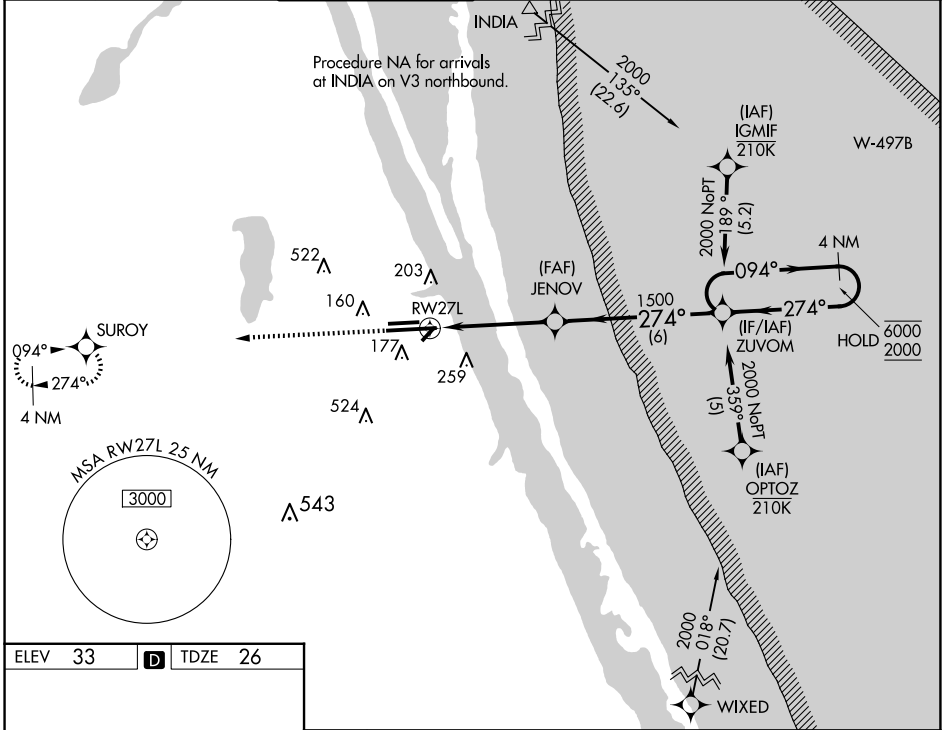 INDIA
Procedure NA for arrivals
at INDIA on V3 northbound.
2000
135°
(22.6)
(IAF)
IGMIF
210K
W-497B
2000 NoPT
189°
(5.2)
4 NM
094°
522
203
(FAF)
JENOV
160
RW27L
1500
274°
(6)
274°
(IF/IAF)
ZUVOM
HOLD
6000
2000
SUROY
094°
274°
4 NM
177
259
524
2000 NoPT
359°
(5)
(IAF)
OPTOZ
210K
MSA RW27L 25 NM
3000
543
2000
018°
(20.7)
WIXED
ELEV 33 D TDZE 26